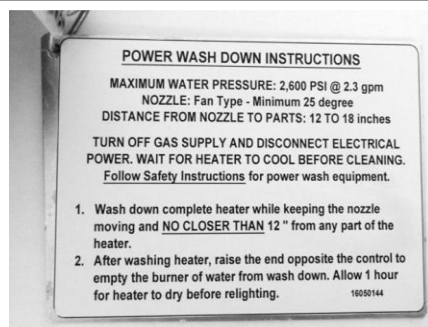 POWER WASH DOWN INSTRUCTIONS
MAXIMUM WATER PRESSURE: 2,600 PSI @ 2.3 gpm
NOZZLE: Fan Type - Minimum 25 degree
DISTANCE FROM NOZZLE TO PARTS: 12 TO 18 inches
TURN OFF GAS SUPPLY AND DISCONNECT ELECTRICAL
POWER. WAIT FOR HEATER TO COOL BEFORE CLEANING.
Follow Safety Instructions for power wash equipment.
1. Wash down complete heater while keeping the nozzle
moving and NO CLOSER THAN 12 " from any part of the
heater.
2. After washing heater, raise the end opposite the control to
empty the burner of water from wash down. Allow 1 hour
for heater to dry before relighting. 16050144